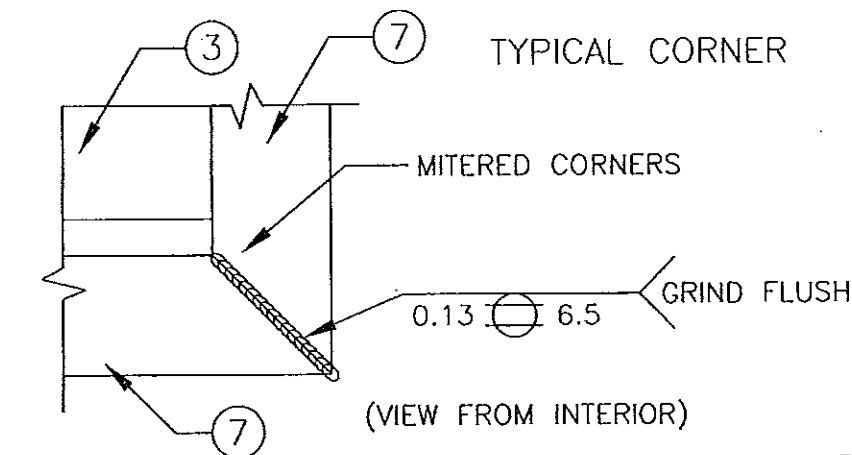 3
7
TYPICAL CORNER
MITERED CORNERS
GRIND FLUSH
0.13 6.5
(VIEW FROM INTERIOR)
7